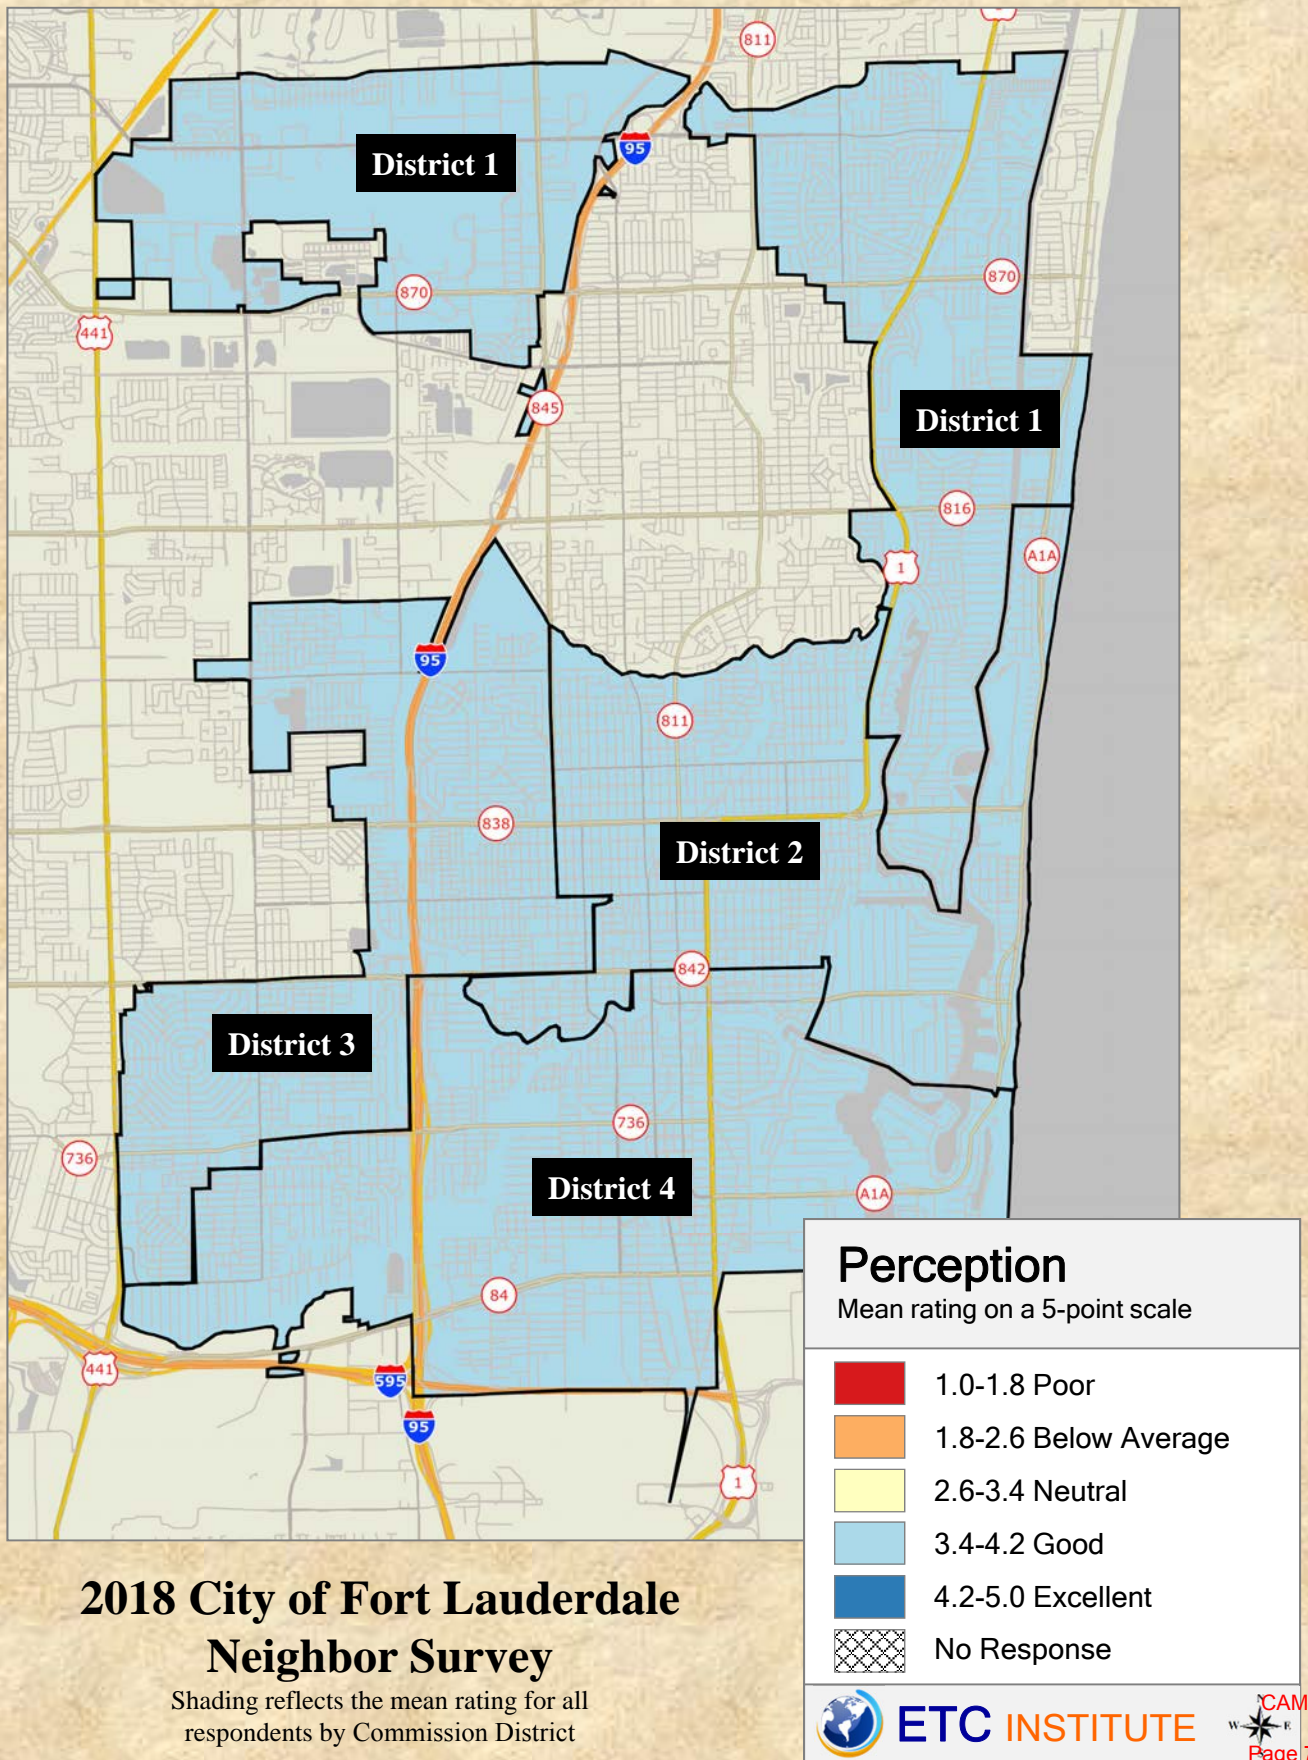 811
95
District 1
870
870
441
845
District 1
816
A1A
1
95
811
838
District 2
842
District 3
736
736
District 4
A1A
84
441
595
95
1
Perception
Mean rating on a 5-point scale
1.0-1.8 Poor
1.8-2.6 Below Average
2.6-3.4 Neutral
3.4-4.2 Good
4.2-5.0 Excellent
No Response
2018 City of Fort Lauderdale
Neighbor Survey
Shading reflects the mean rating for all
respondents by Commission District
ETC INSTITUTE
CAM
W E
Page